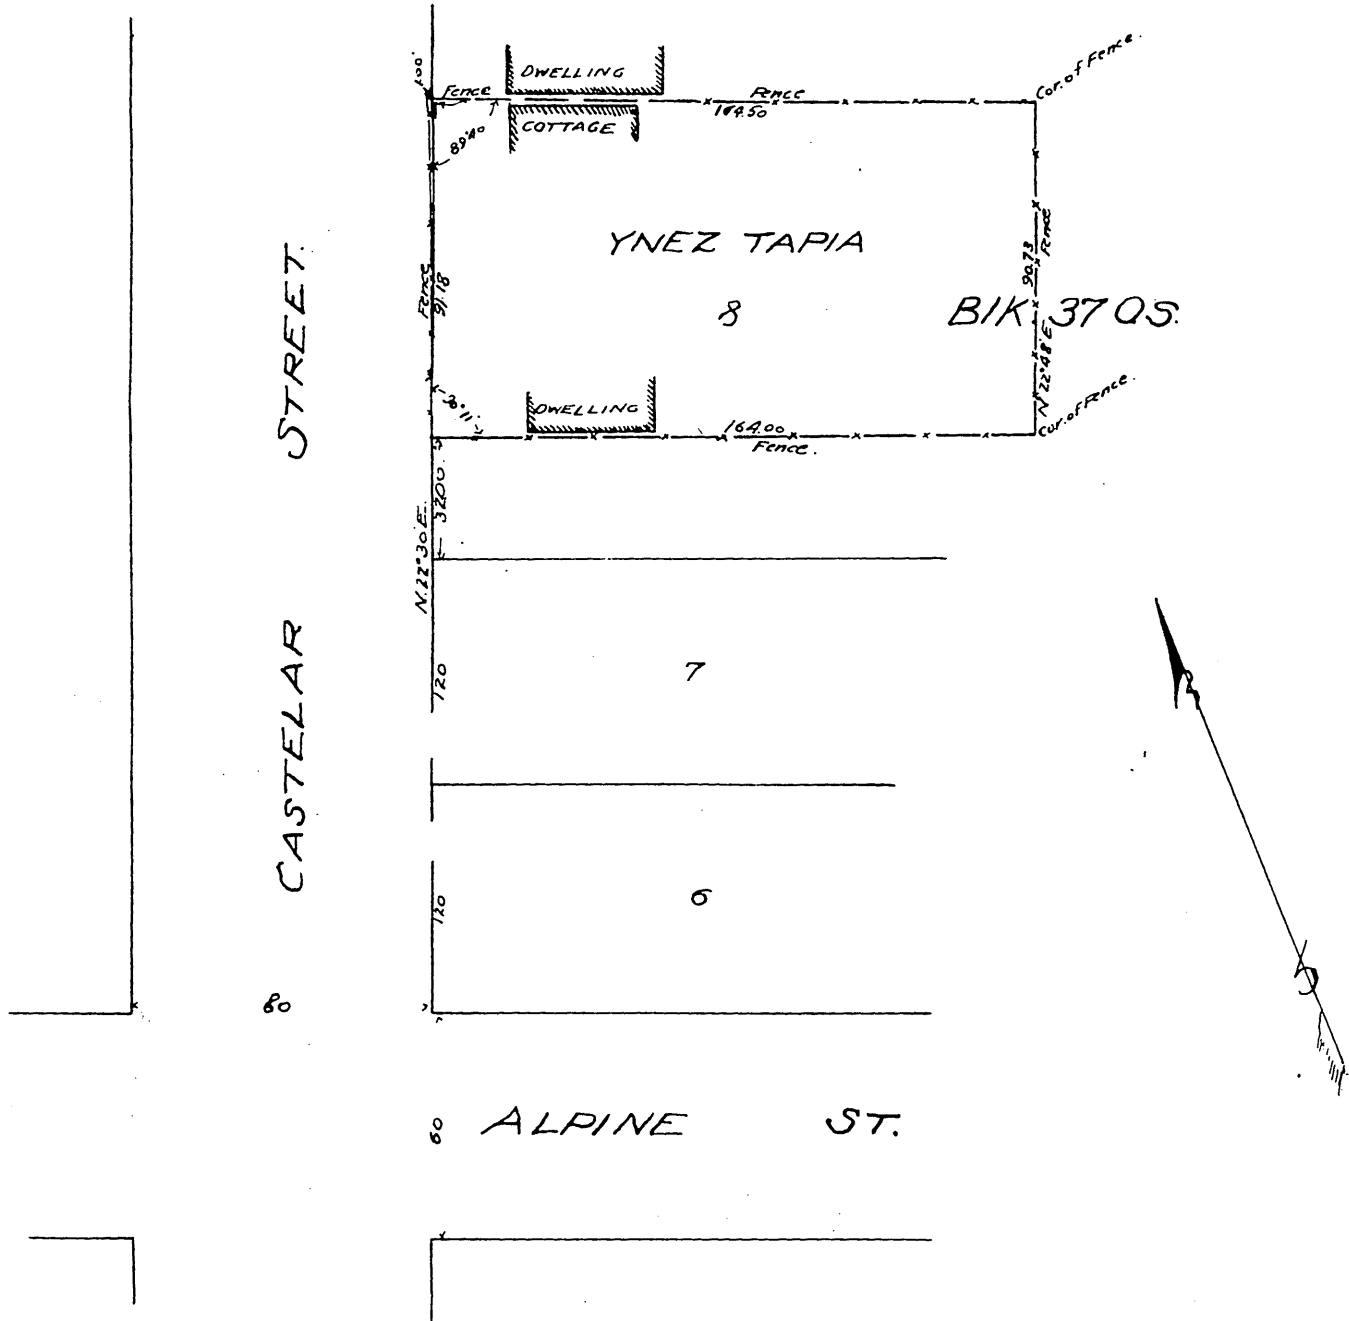 Cor. of Fence.
DWELLING
Fence
Fence
164.50
COTTAGE
89°40'
YNEZ TAPIA
Fence
90.73
Fence
91.18
8
BlK 37 OS.
N 22°48' E
Cor. of Fence.
DWELLING
164.00
Fence.
STREET.
32.00
N. 22°30' E.
7
120
CASTELAR
6
120
80
60
ALPINE ST.